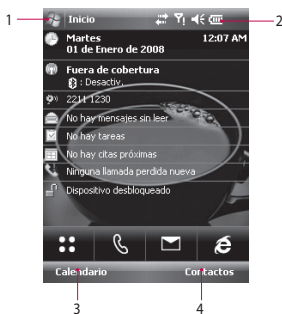 1
Inicio
2
Martes
12:07 AM
01 de Enero de 2008
Fuera de cobertura
: Desactiv.
2211 1230
No hay mensajes sin leer
No hay tareas
No hay citas próximas
Ninguna llamada perdida nueva
Dispositivo desbloqueado
Calendario
Contactos
3
4